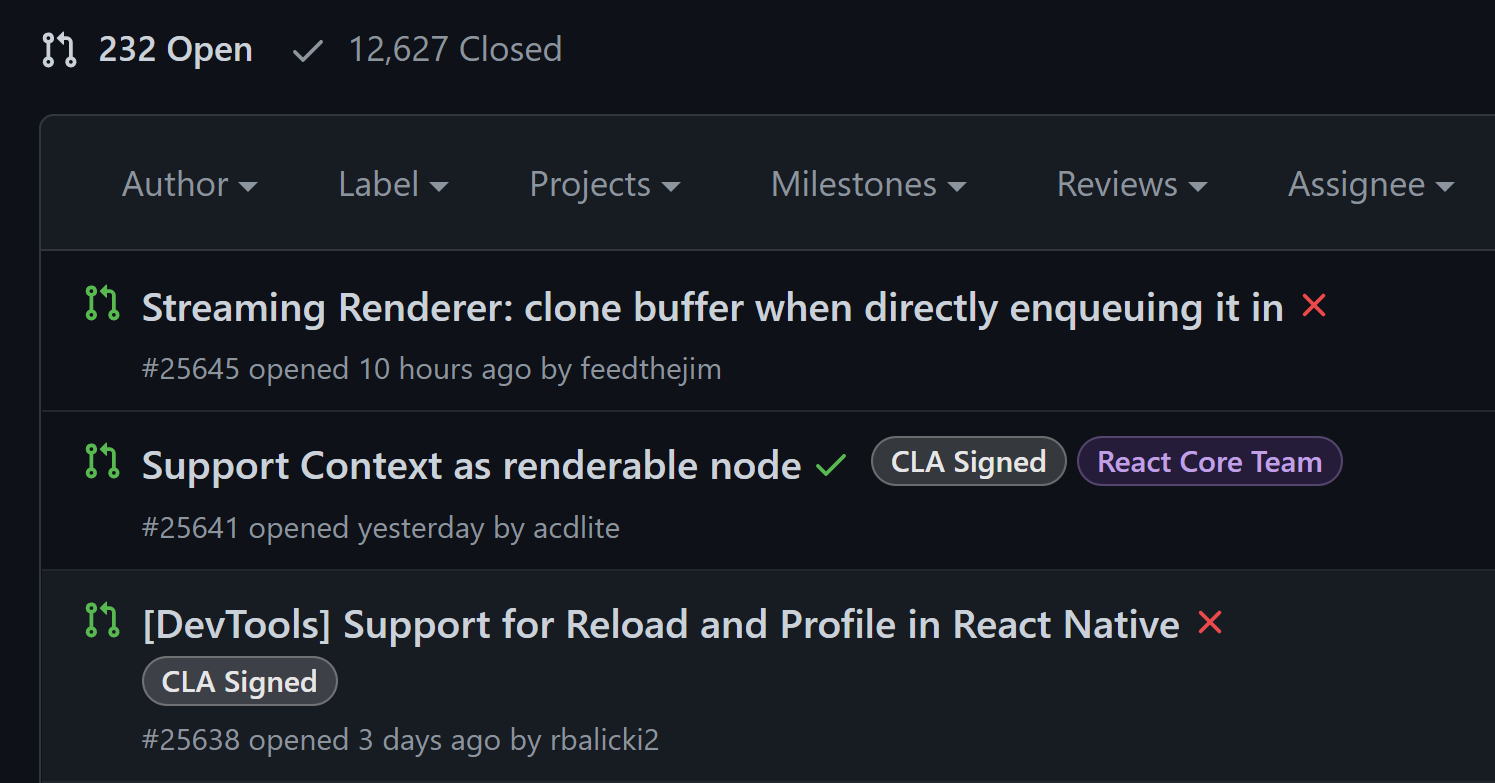 232 Open 12,627 Closed
Author Label Projects Milestones Reviews Assignee
Streaming Renderer: clone buffer when directly enqueuing it in
#25645 opened 10 hours ago by feedthejim
Support Context as renderable node CLA Signed React Core Team
#25641 opened yesterday by acdlite
[DevTools] Support for Reload and Profile in React Native
CLA Signed
#25638 opened 3 days ago by rbalicki2